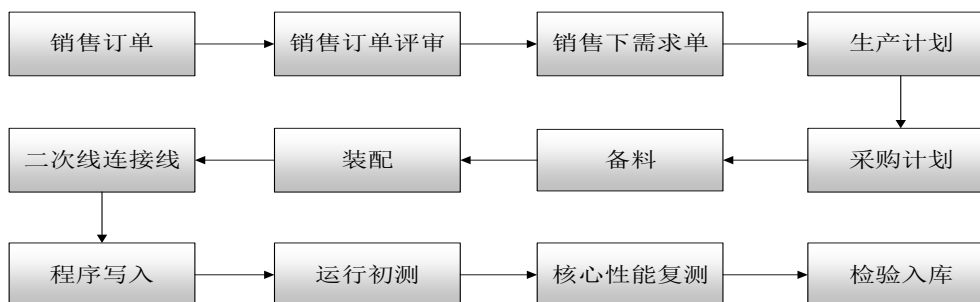 销售订单
销售订单评审
销售下需求单
生产计划
采购计划
备料
装配
二次线连接线
程序写入
运行初测
核心性能复测
检验入库